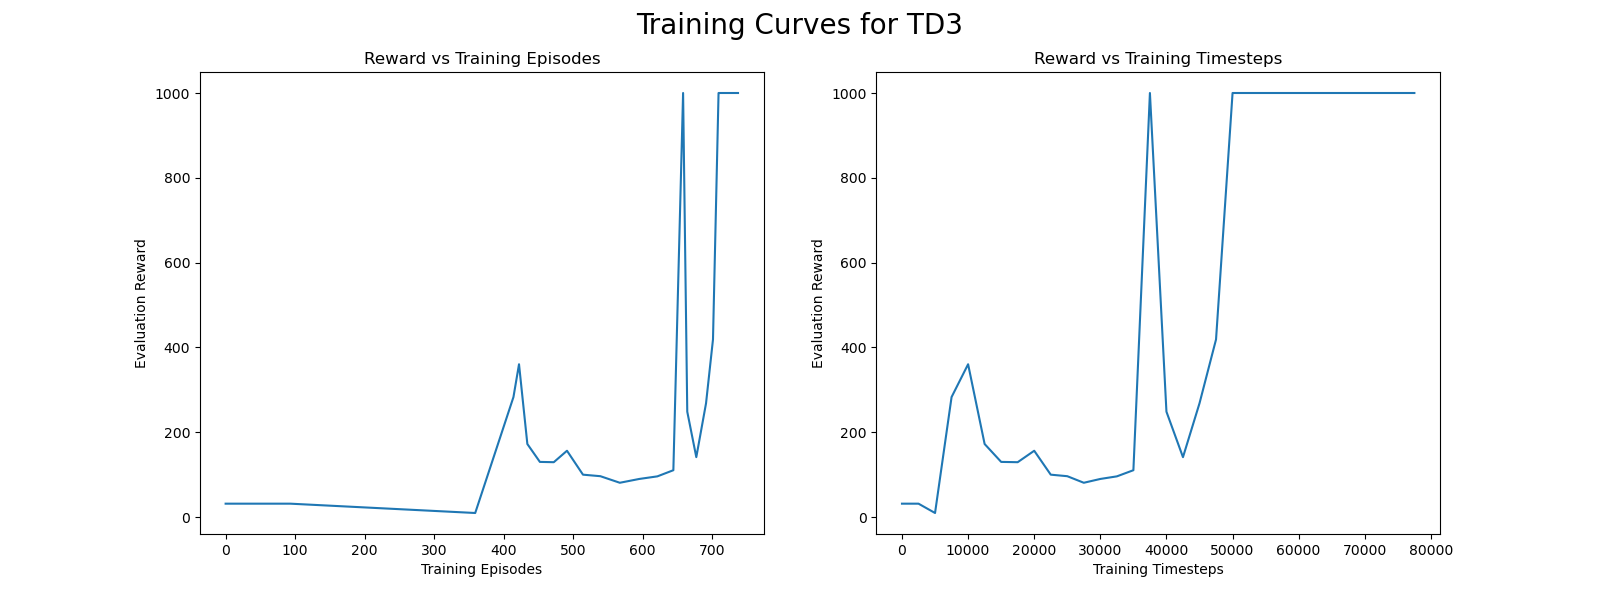 Training Curves for TD3
Reward vs Training Episodes
1000
800
600
400
200
0
Evaluation Reward
0 100 200 300 400 500 600 700
Training Episodes
Reward vs Training Timesteps
1000
800
600
400
200
0
Evaluation Reward
0 10000 20000 30000 40000 50000 60000 70000 80000
Training Timesteps